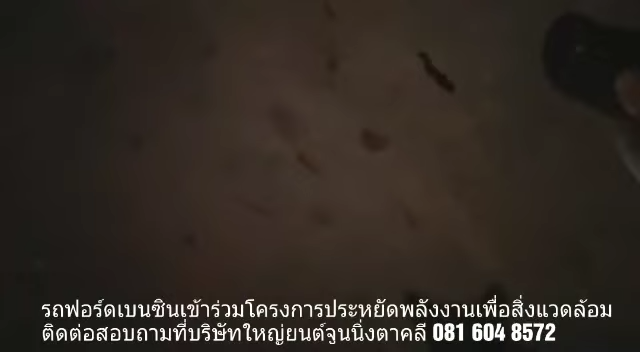 รถฟอร์ดเบนซินเข้าร่วมโครงการประหยัดพลังงานเพื่อสิ่งแวดล้อม
ติดต่อสอบถามที่บริษัทใหญ่ยนต์จูนนิ่งตาคลี 081 604 8572